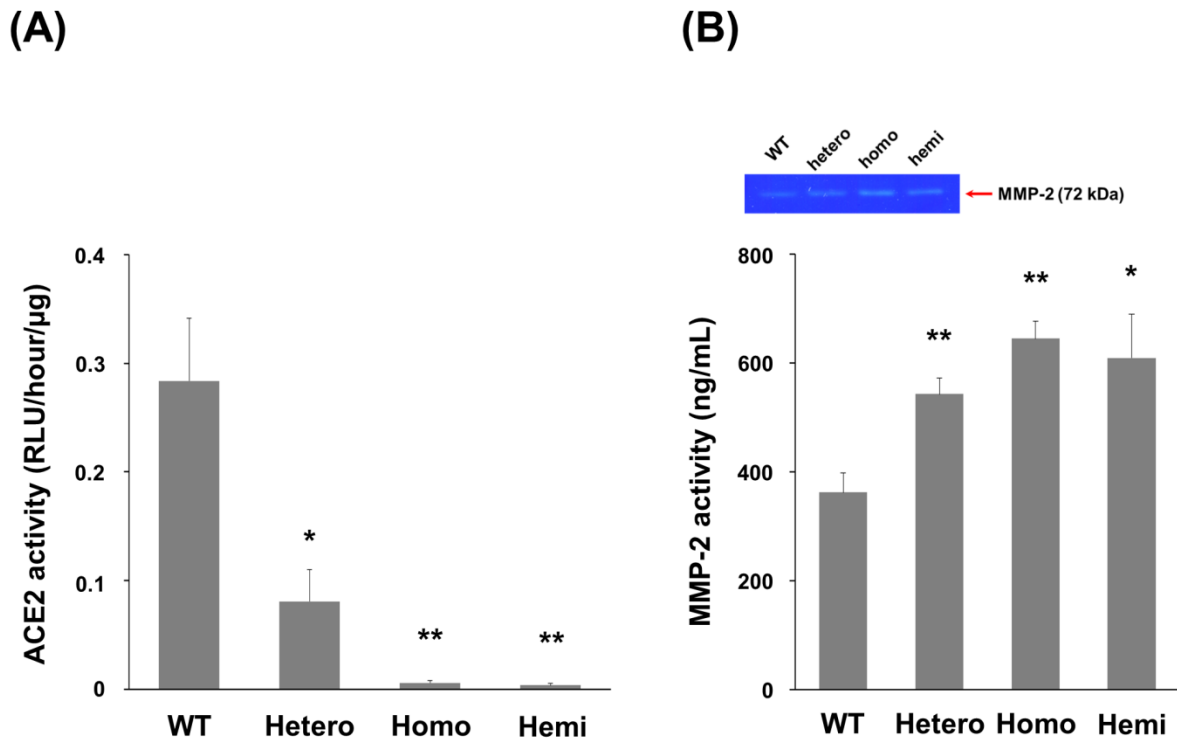 (A)
ACE2 activity (RLU/hour/µg)
0.4
0.3
0.2
0.1
0
*
**
**
WT Hetero Homo Hemi
(B)
WT hetero homo hemi
MMP-2 (72 kDa)
MMP-2 activity (ng/mL)
800
600
400
200
0
**
**
*
WT Hetero Homo Hemi